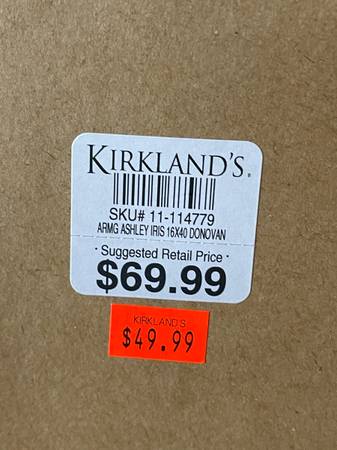 KIRKLAND'S.
SKU# 11-114779
ARMG ASHLEY IRIS 16X40 DONOVAN
· Suggested Retail Price ·
$69.99
KIRKLAND'S
$49.99